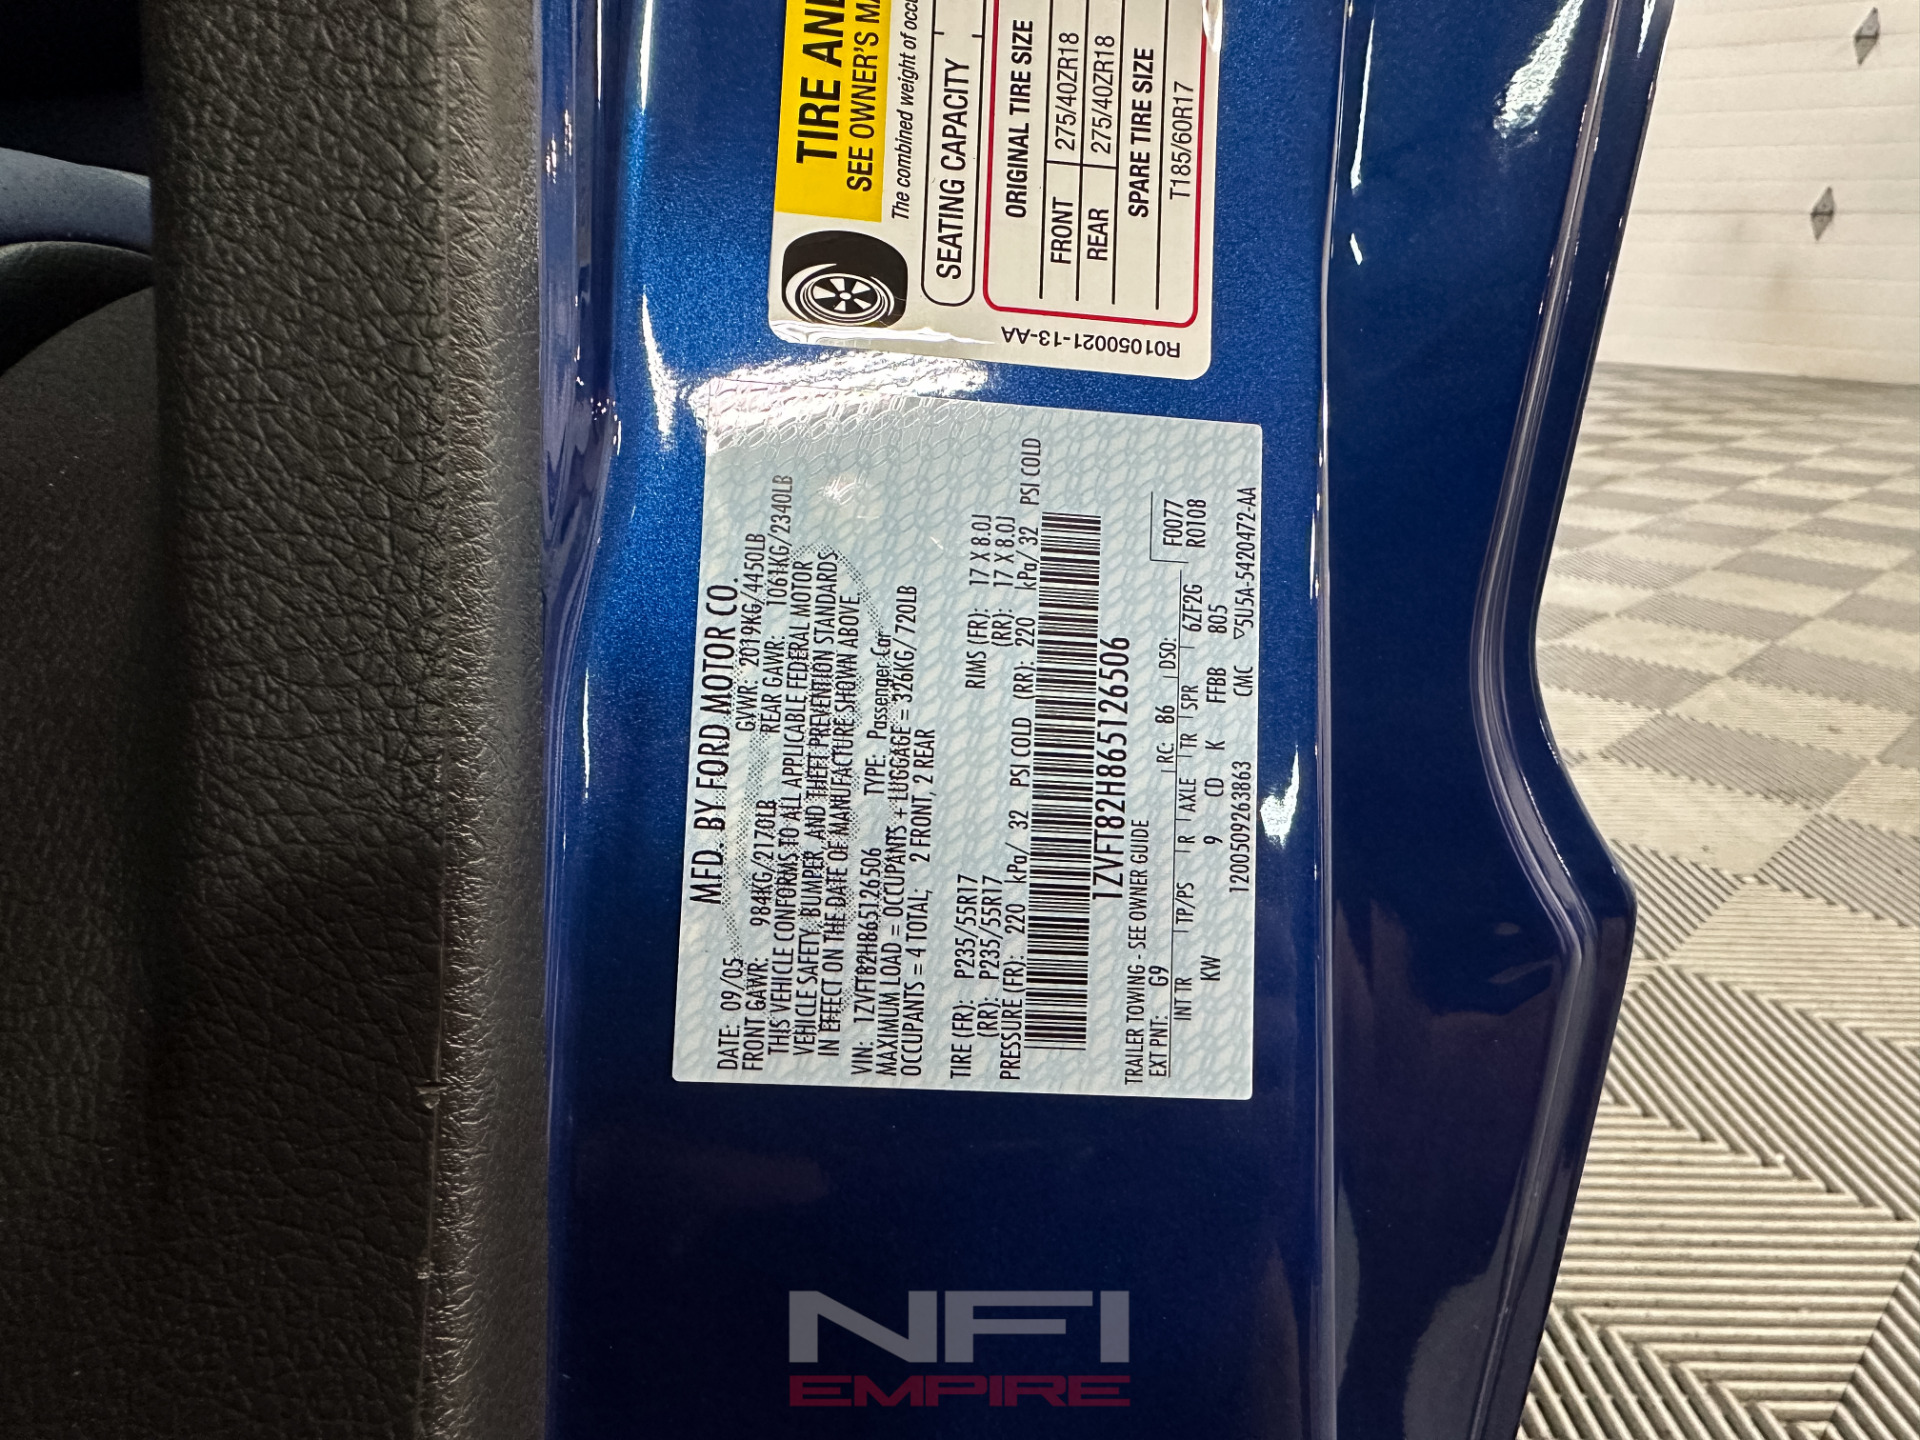 TIRE AND
SEE OWNER'S MA
The combined weight of occu
SEATING CAPACITY
ORIGINAL TIRE SIZE
FRONT 275/40ZR18
REAR 275/40ZR18
SPARE TIRE SIZE
T185/60R17
R01050021-13-AA
MFD. BY FORD MOTOR CO.
DATE: 09/05 GVWR: 2019KG/4450LB
FRONT GAWR: 984KG/2170LB REAR GAWR: 1061KG/2340LB
THIS VEHICLE CONFORMS TO ALL APPLICABLE FEDERAL MOTOR
VEHICLE SAFETY, BUMPER, AND THEFT PREVENTION STANDARDS
IN EFFECT ON THE DATE OF MANUFACTURE SHOWN ABOVE.
VIN: 1ZVFT82H865126506 TYPE: Passenger Car
MAXIMUM LOAD = OCCUPANTS + LUGGAGE = 326KG/720LB
OCCUPANTS = 4 TOTAL; 2 FRONT, 2 REAR
TIRE (FR): P235/55R17 RIMS (FR): 17 X 8.0J
(RR): P235/55R17 (RR): 17 X 8.0J
PRESSURE (FR): 220 kPa/ 32 PSI COLD (RR): 220 kPa/ 32 PSI COLD
1ZVFT82H865126506
TRAILER TOWING - SEE OWNER GUIDE
EXT PNT: G9 RC: 86 DSO: F0077
INT TR TP/PS R AXLE TR SPR 6ZF2G R0108
KW 9 CD K FFBB 805
12005092638​63 CMC 5U5A-5420472-AA
NFI
EMPIRE